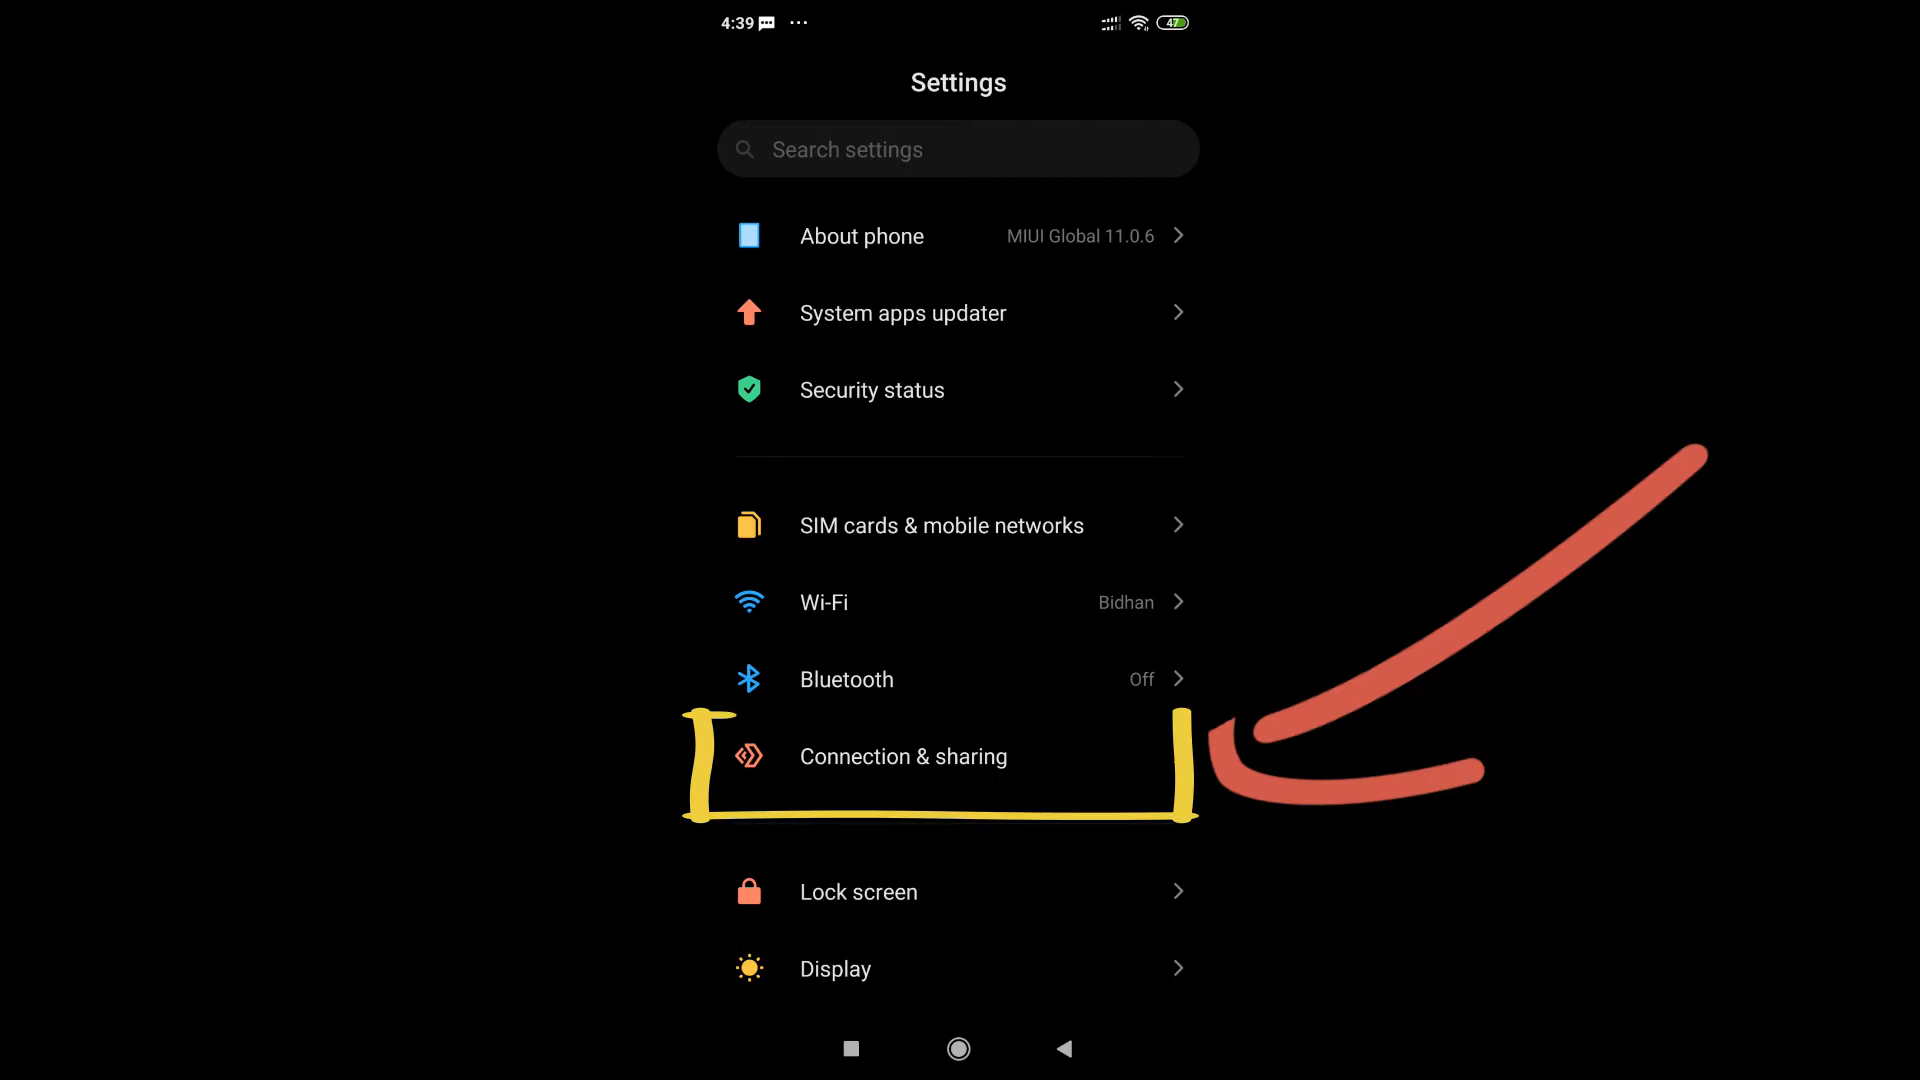 4:39
47
Settings
Search settings
About phone MIUI Global 11.0.6
System apps updater
Security status
SIM cards & mobile networks
Wi-Fi Bidhan
Bluetooth Off
Connection & sharing
Lock screen
Display